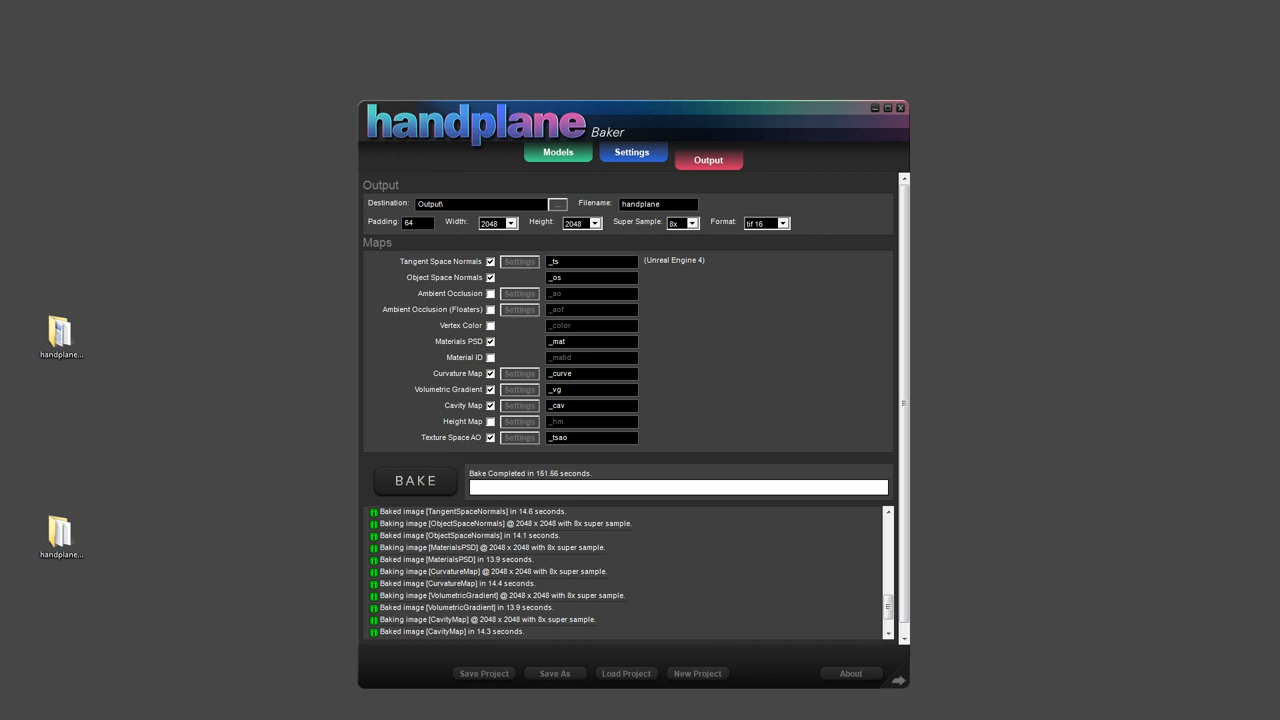 handplane Baker
Models Settings Output
Output
Destination: Output\ ... Filename: handplane
Padding: 64 Width: 2048 Height: 2048 Super Sample: 8x Format: tif 16
Maps
Tangent Space Normals Settings _ts (Unreal Engine 4)
Object Space Normals _os
Ambient Occlusion Settings _ao
Ambient Occlusion (Floaters) Settings _aof
Vertex Color _color
Materials PSD _mat
Material ID _matid
Curvature Map Settings _curve
Volumetric Gradient Settings _vg
Cavity Map Settings _cav
Height Map Settings _hm
Texture Space AO Settings _tsao
BAKE Bake Completed in 151.56 seconds.
Baked image [TangentSpaceNormals] in 14.6 seconds.
Baking image [ObjectSpaceNormals] @ 2048 x 2048 with 8x super sample.
Baked image [ObjectSpaceNormals] in 14.1 seconds.
Baking image [MaterialsPSD] @ 2048 x 2048 with 8x super sample.
Baked image [MaterialsPSD] in 13.9 seconds.
Baking image [CurvatureMap] @ 2048 x 2048 with 8x super sample.
Baked image [CurvatureMap] in 14.4 seconds.
Baking image [VolumetricGradient] @ 2048 x 2048 with 8x super sample.
Baked image [VolumetricGradient] in 13.9 seconds.
Baking image [CavityMap] @ 2048 x 2048 with 8x super sample.
Baked image [CavityMap] in 14.3 seconds.
Save Project Save As Load Project New Project About
handplane...
handplane...